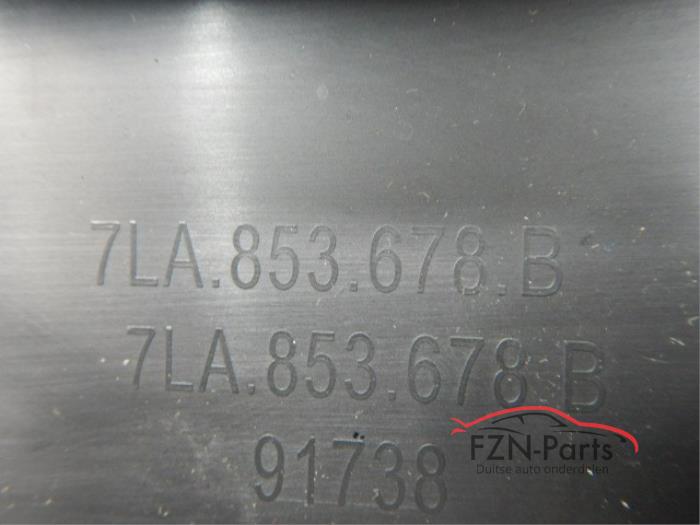 7LA.853.678.B
7LA.853.678.B
91738
FZN-Parts
Duitse auto onderdelen